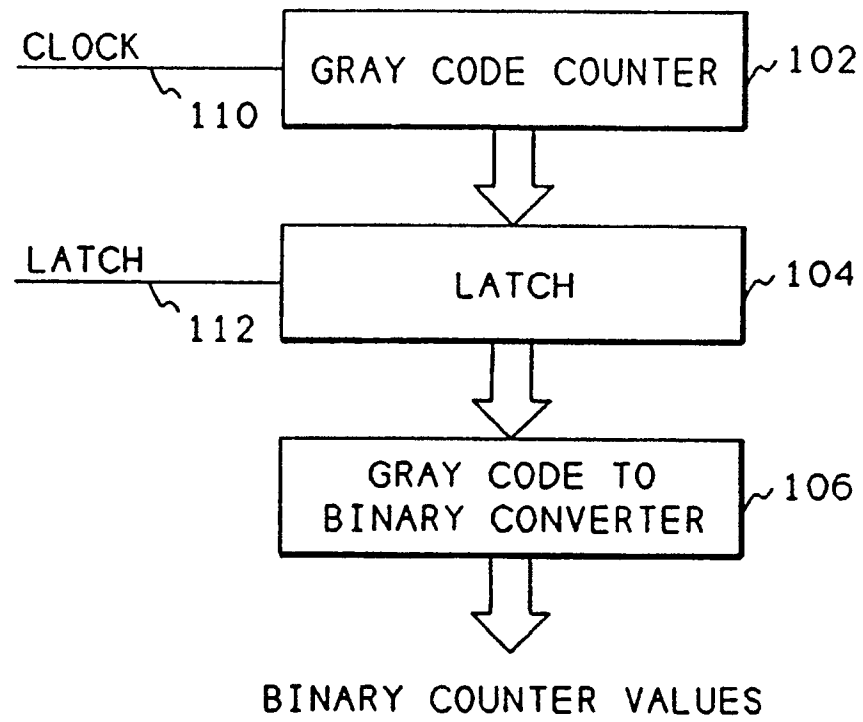 CLOCK
110
GRAY CODE COUNTER
102
LATCH
112
LATCH
104
GRAY CODE TO
BINARY CONVERTER
106
BINARY COUNTER VALUES